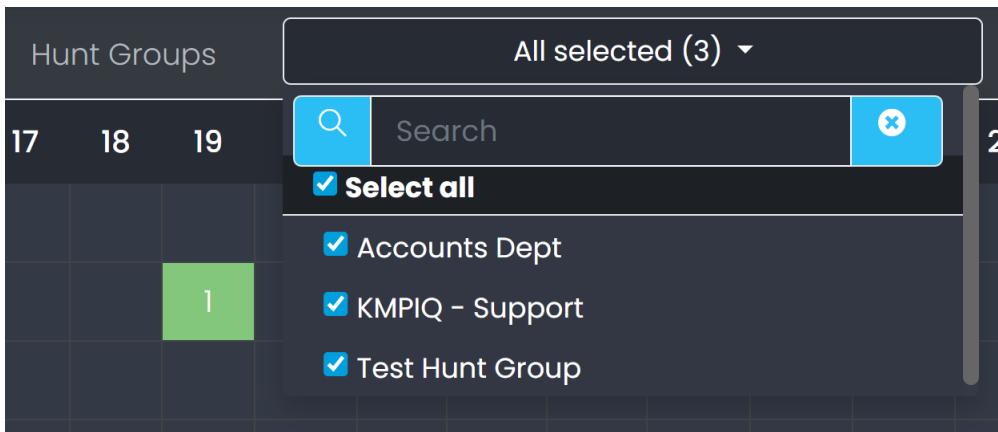 Hunt Groups
All selected (3)
17 18 19
Search
Select all
Accounts Dept
1
KMPIQ - Support
Test Hunt Group